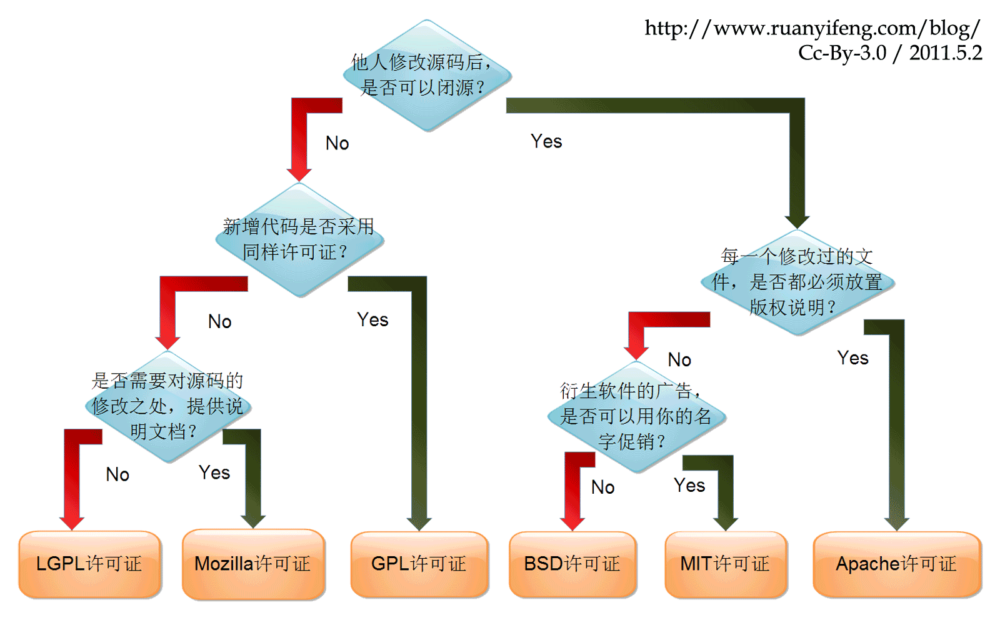 http://www.ruanyifeng.com/blog/
Cc-By-3.0 / 2011.5.2
他人修改源码后，
是否可以闭源？
No
Yes
新增代码是否采用
同样许可证？
每一个修改过的文
件，是否都必须放置
版权说明？
No
Yes
No
Yes
是否需要对源码的
修改之处，提供说
明文档？
衍生软件的广告，
是否可以用你的名
字促销？
No
Yes
No
Yes
LGPL许可证
Mozilla许可证
GPL许可证
BSD许可证
MIT许可证
Apache许可证